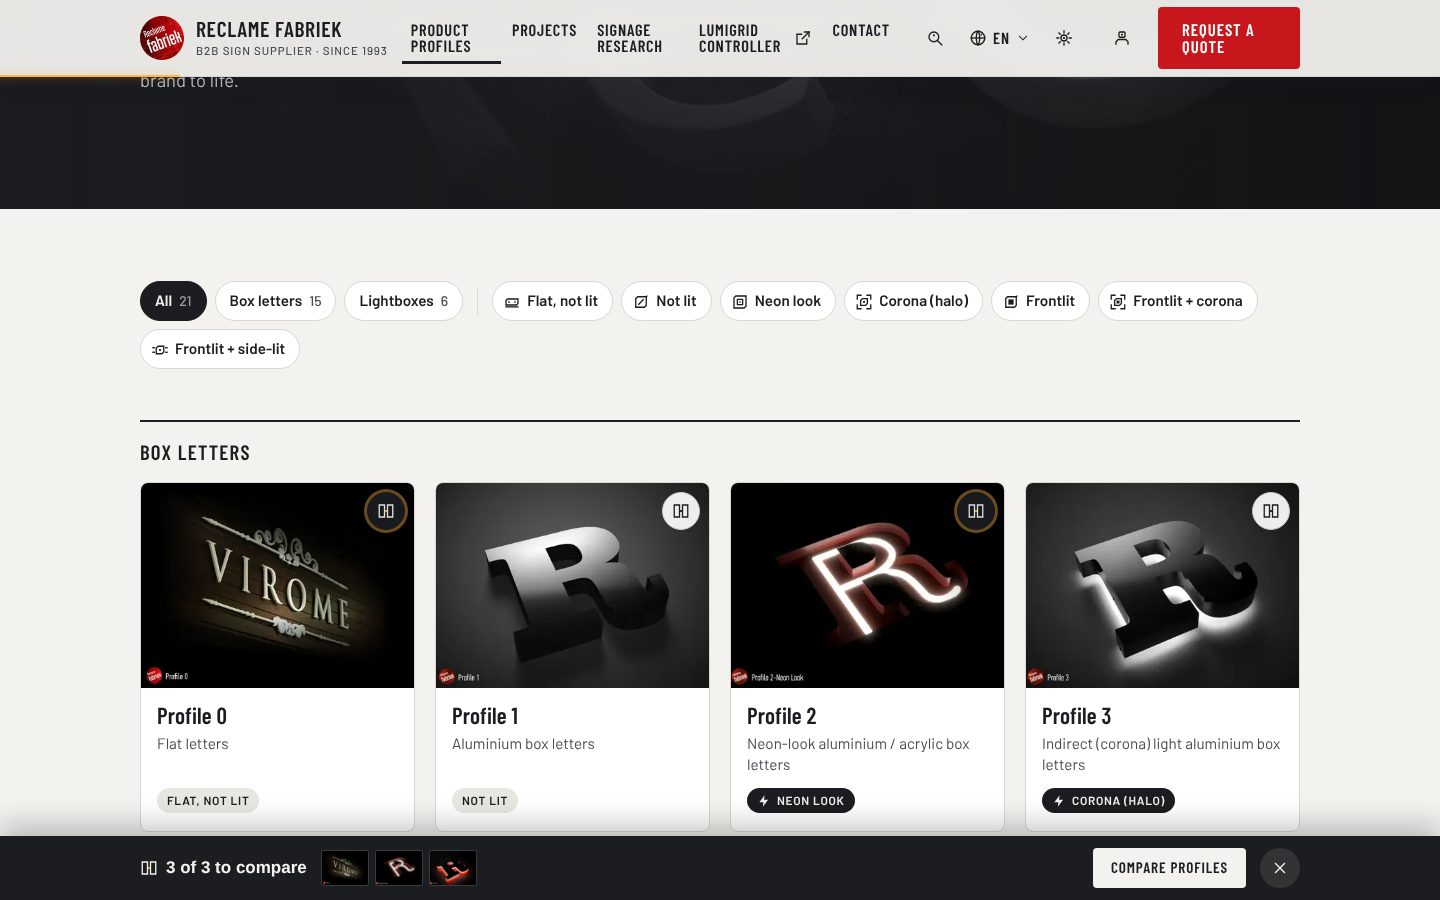 Reclame
fabriek
RECLAME FABRIEK
B2B SIGN SUPPLIER · SINCE 1993
PRODUCT
PROFILES
PROJECTS
SIGNAGE
RESEARCH
LUMIGRID
CONTROLLER
CONTACT
EN
REQUEST A
QUOTE
brand to life.
All 21
Box letters 15
Lightboxes 6
Flat, not lit
Not lit
Neon look
Corona (halo)
Frontlit
Frontlit + corona
Frontlit + side-lit
BOX LETTERS
VIROME
Profile 0
R
Profile 1
R
Profile 2-Neon Look
R
Profile 3
Profile 0
Flat letters
FLAT, NOT LIT
Profile 1
Aluminium box letters
NOT LIT
Profile 2
Neon-look aluminium / acrylic box
letters
NEON LOOK
Profile 3
Indirect (corona) light aluminium box
letters
CORONA (HALO)
3 of 3 to compare
COMPARE PROFILES